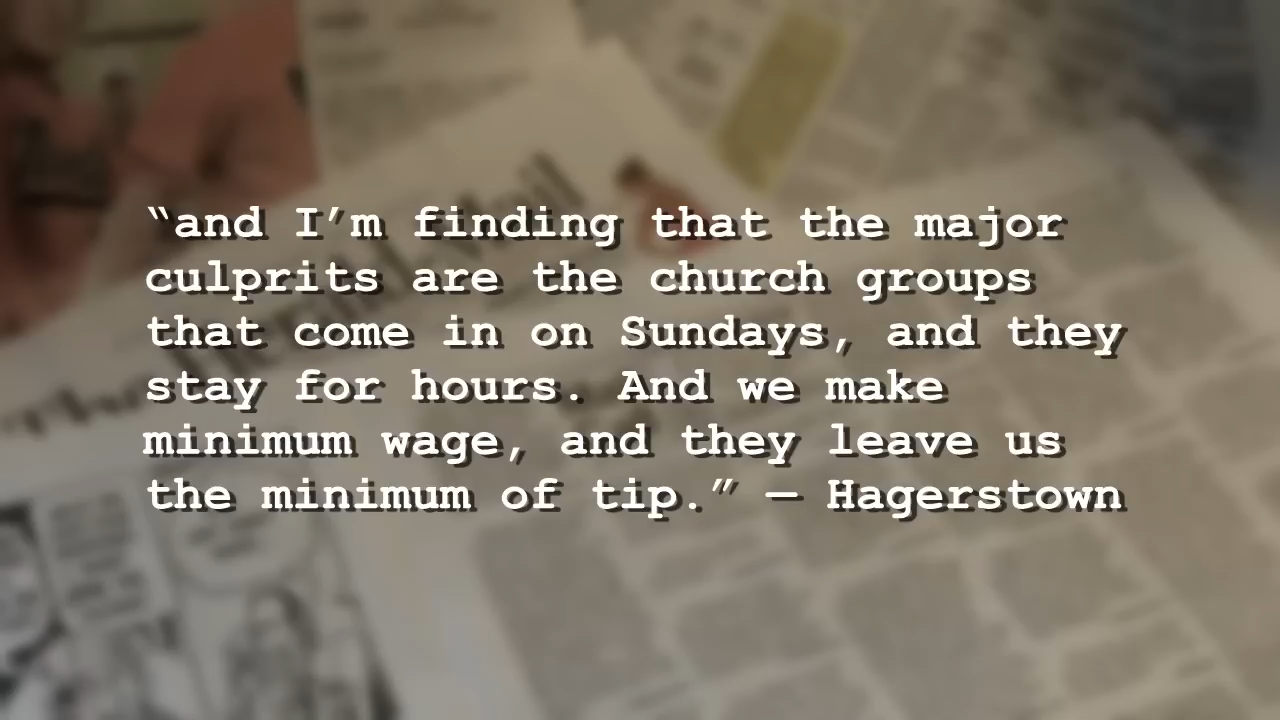 “and I’m finding that the major
culprits are the church groups
that come in on Sundays, and they
stay for hours. And we make
minimum wage, and they leave us
the minimum of tip.” — Hagerstown